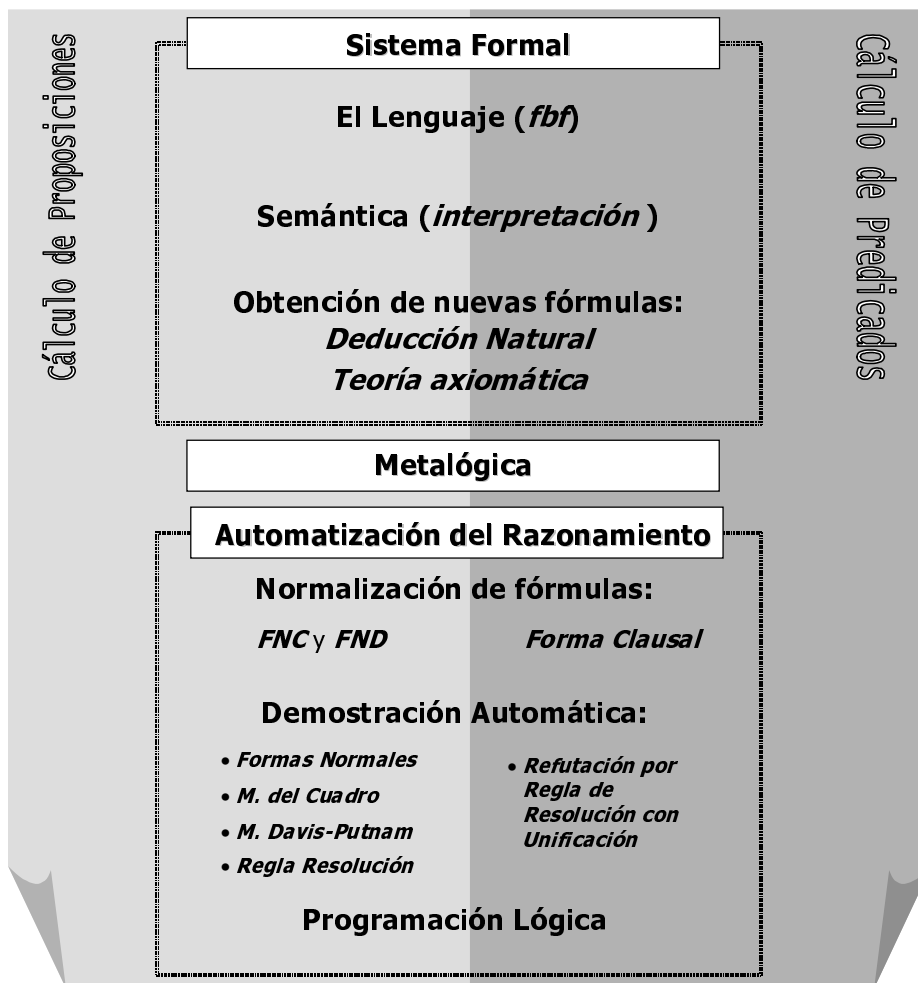 Cálculo de Proposiciones
Cálculo de Predicados
Sistema Formal
El Lenguaje (fbf)
Semántica (interpretación )
Obtención de nuevas fórmulas:
Deducción Natural
Teoría axiomática
Metalógica
Automatización del Razonamiento
Normalización de fórmulas:
FNC y FND
Forma Clausal
Demostración Automática:
• Formas Normales
• M. del Cuadro
• M. Davis-Putnam
• Regla Resolución
• Refutación por
Regla de
Resolución con
Unificación
Programación Lógica